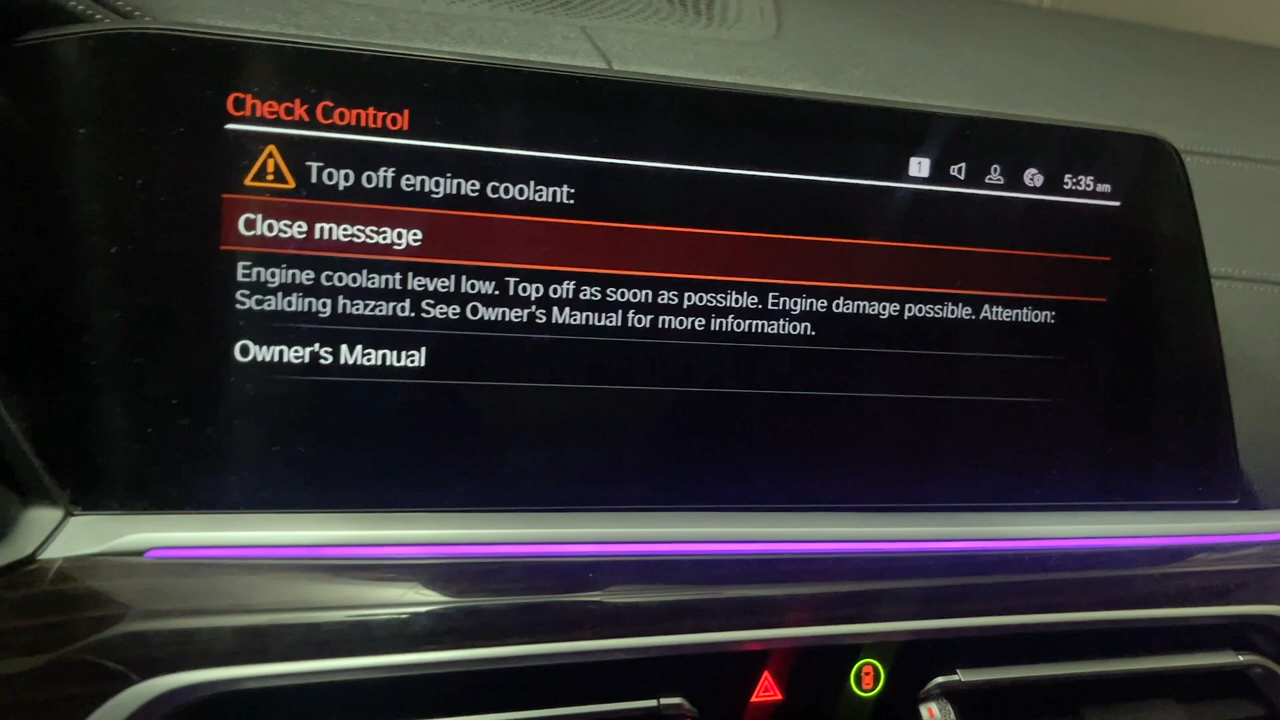 Check Control
1
5:35 am
Top off engine coolant:
Close message
Engine coolant level low. Top off as soon as possible. Engine damage possible. Attention:
Scalding hazard. See Owner's Manual for more information.
Owner's Manual